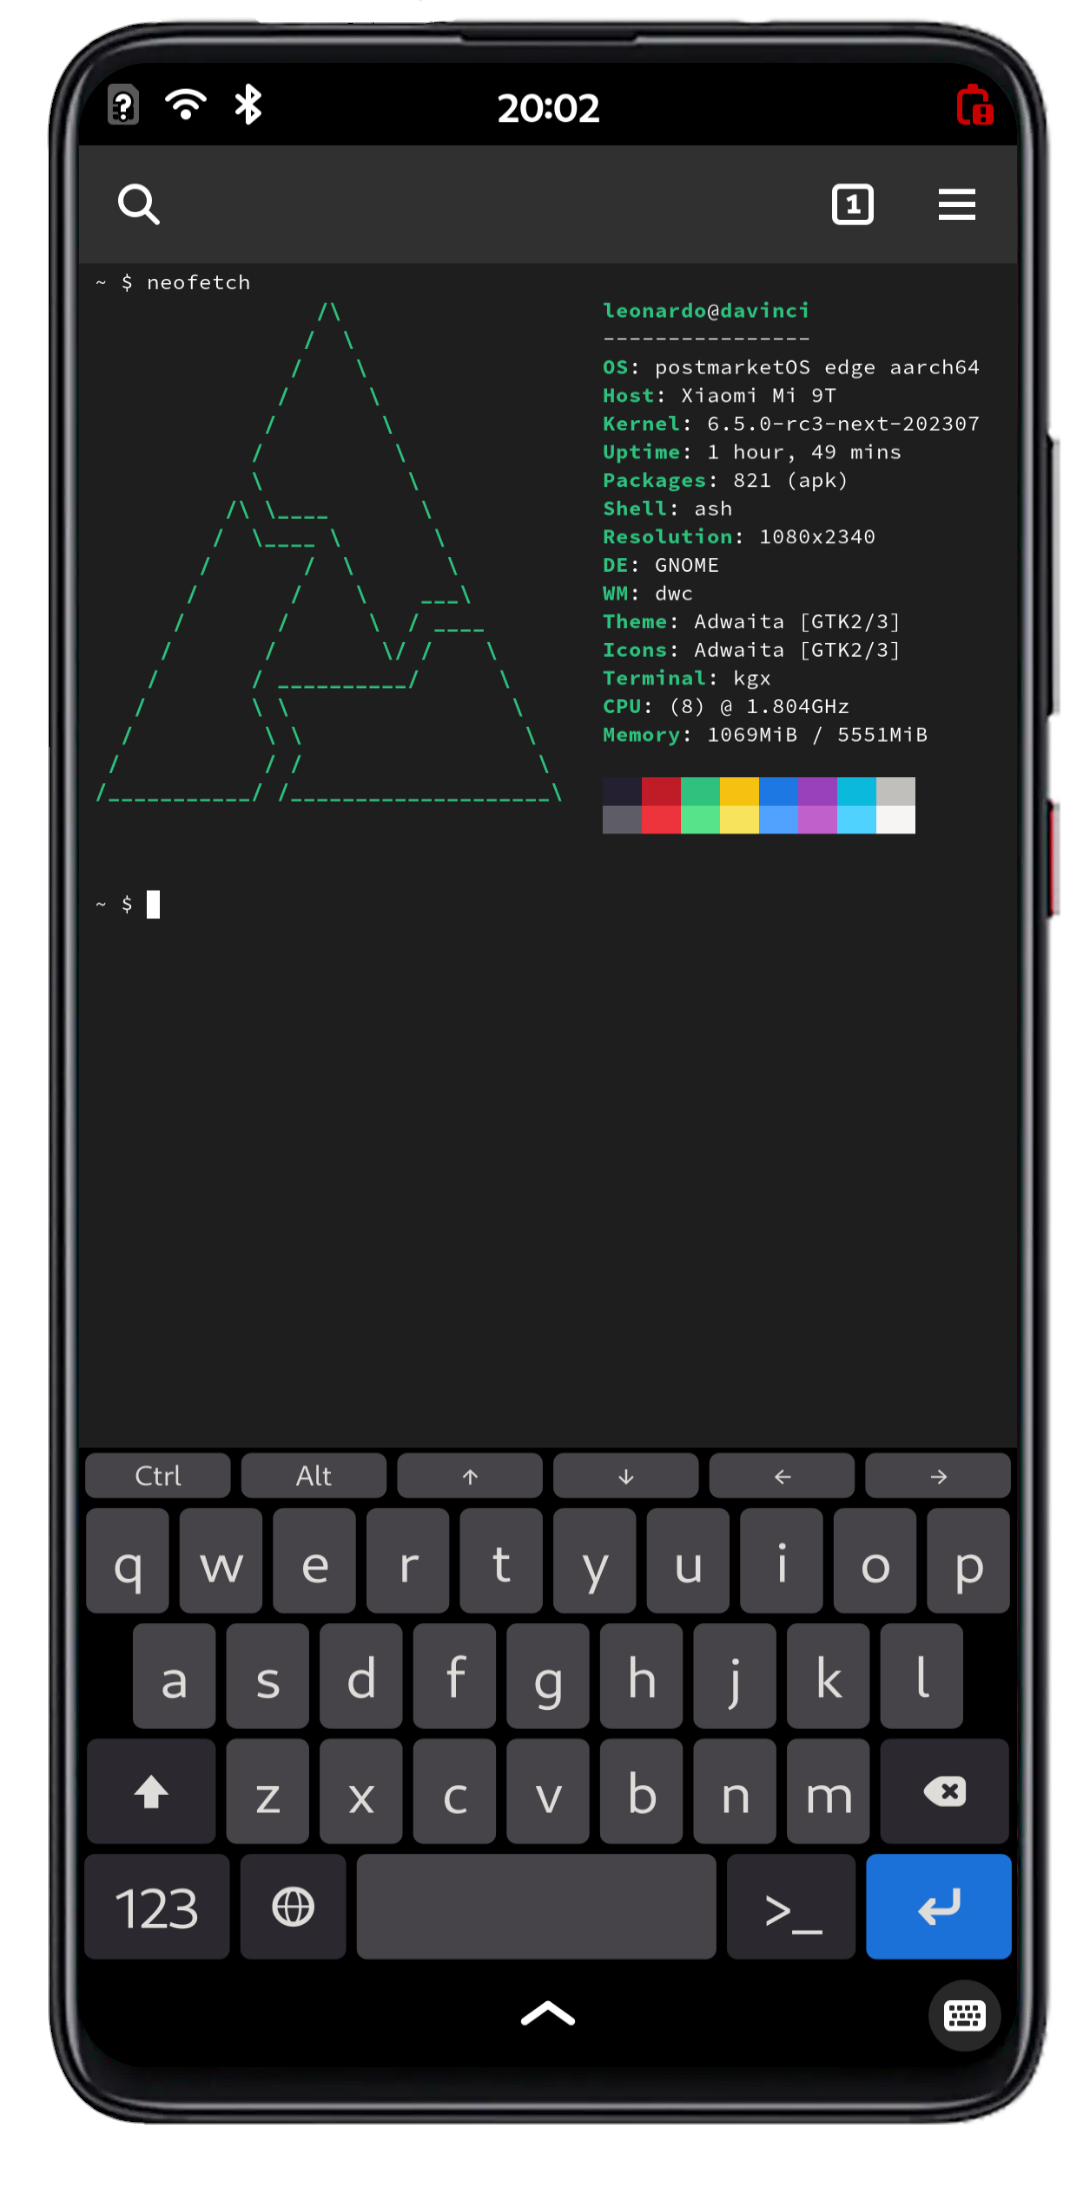 20:02
1
~ $ neofetch
leonardo@davinci
----------------
OS: postmarketOS edge aarch64
Host: Xiaomi Mi 9T
Kernel: 6.5.0-rc3-next-202307
Uptime: 1 hour, 49 mins
Packages: 821 (apk)
Shell: ash
Resolution: 1080x2340
DE: GNOME
WM: dwc
Theme: Adwaita [GTK2/3]
Icons: Adwaita [GTK2/3]
Terminal: kgx
CPU: (8) @ 1.804GHz
Memory: 1069MiB / 5551MiB
~ $
Ctrl Alt ↑ ↓ ← →
q w e r t y u i o p
a s d f g h j k l
z x c v b n m
123 >_